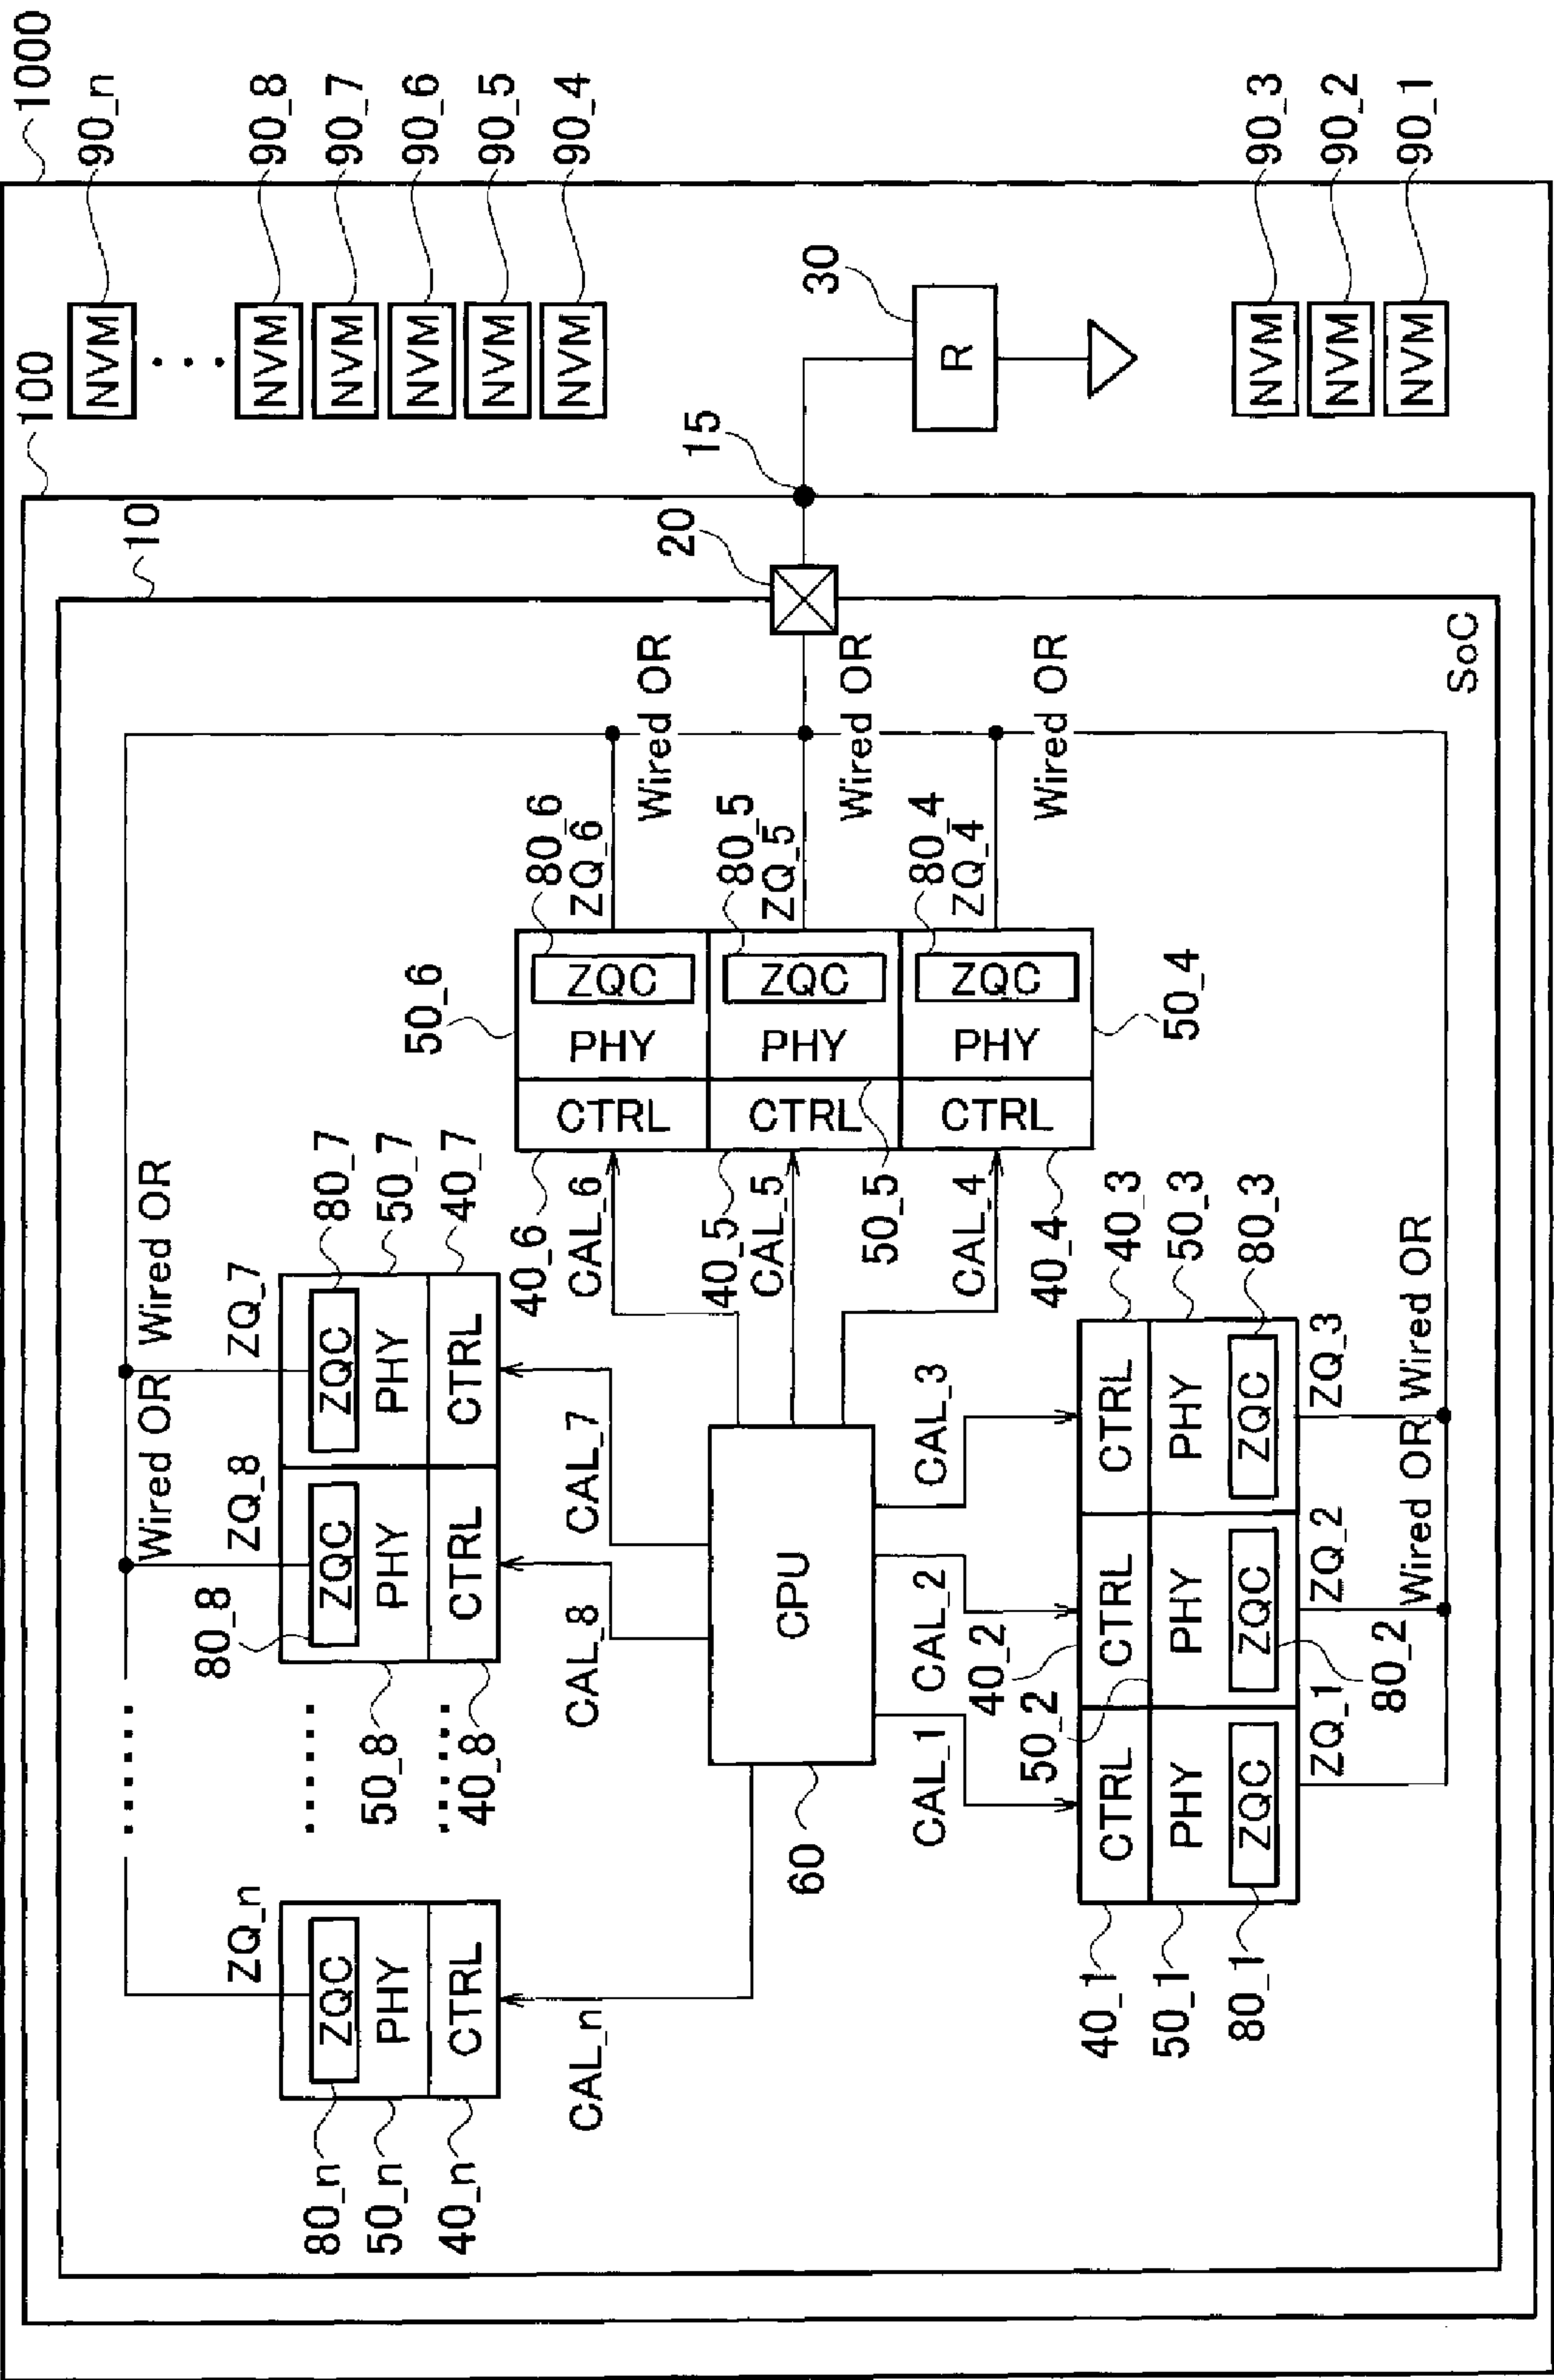 1000
100
10
90_n
90_8
90_7
90_6
90_5
90_4
90_3
90_2
90_1
NVM
NVM
NVM
NVM
NVM
NVM
NVM
NVM
NVM
30
R
15
20
SoC
Wired OR
Wired OR
Wired OR
Wired OR
Wired OR
Wired OR
Wired OR
ZQ_n
ZQ_8
ZQ_7
ZQ_6
ZQ_5
ZQ_4
ZQ_3
ZQ_2
ZQ_1
80_n
50_n
40_n
ZQC
PHY
CTRL
80_8
50_8
40_8
ZQC
PHY
CTRL
80_7
50_7
40_7
ZQC
PHY
CTRL
80_6
50_6
40_6
ZQC
PHY
CTRL
80_5
50_5
40_5
ZQC
PHY
CTRL
80_4
50_4
40_4
ZQC
PHY
CTRL
40_3
50_3
80_3
CTRL
PHY
ZQC
40_2
50_2
80_2
CTRL
PHY
ZQC
40_1
50_1
80_1
CTRL
PHY
ZQC
CAL_n
CAL_8
CAL_7
CAL_6
CAL_5
CAL_4
CAL_3
CAL_2
CAL_1
CPU
60